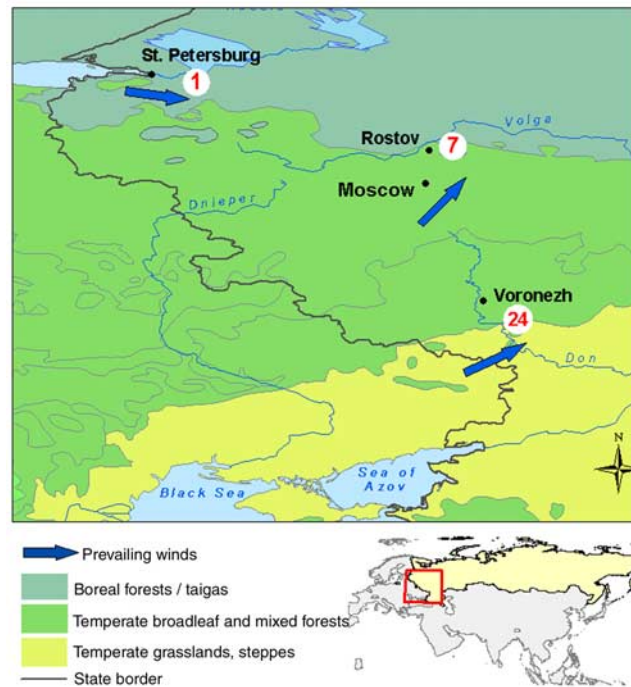 St. Petersburg
1
Volga
Rostov
7
Moscow
Dnieper
Voronezh
24
Don
Sea of
Azov
Black Sea
N
Prevailing winds
Boreal forests / taigas
Temperate broadleaf and mixed forests
Temperate grasslands, steppes
State border